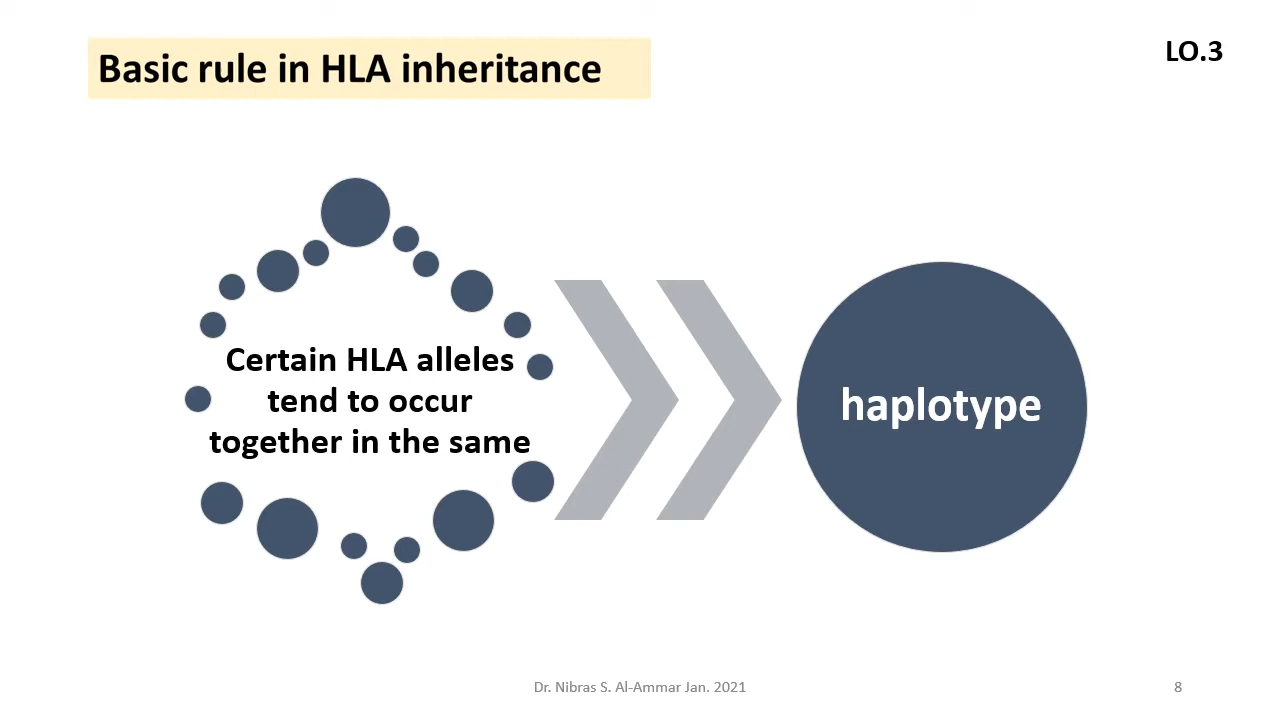 Basic rule in HLA inheritance
LO.3
Certain HLA alleles
tend to occur
together in the same
haplotype
Dr. Nibras S. Al-Ammar Jan. 2021
8